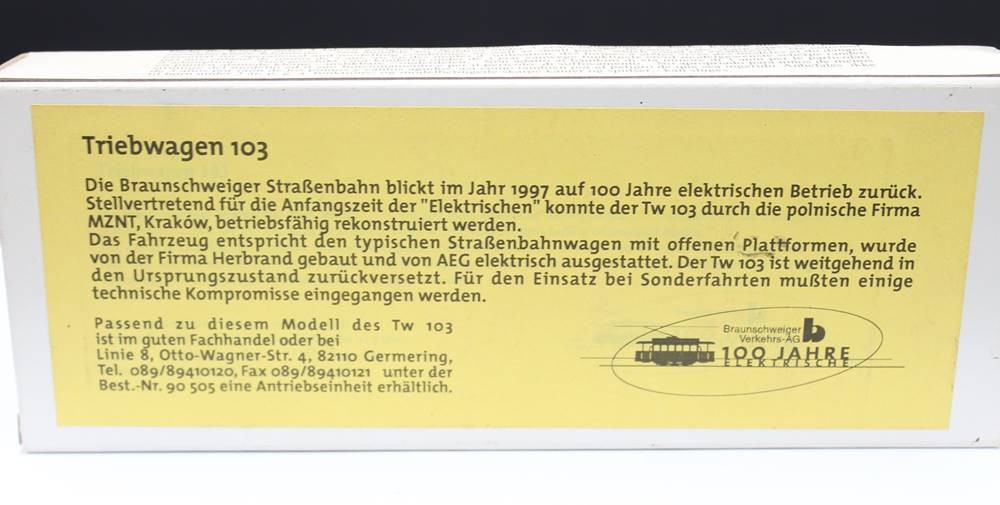 Triebwagen 103
Die Braunschweiger Straßenbahn blickt im Jahr 1997 auf 100 Jahre elektrischen Betrieb zurück.
Stellvertretend für die Anfangszeit der "Elektrischen" konnte der Tw 103 durch die polnische Firma
MZNT, Kraków, betriebsfähig rekonstruiert werden.
Das Fahrzeug entspricht den typischen Straßenbahnwagen mit offenen Plattformen, wurde
von der Firma Herbrand gebaut und von AEG elektrisch ausgestattet. Der Tw 103 ist weitgehend in
den Ursprungszustand zurückversetzt. Für den Einsatz bei Sonderfahrten mußten einige
technische Kompromisse eingegangen werden.
Passend zu diesem Modell des Tw 103
ist im guten Fachhandel oder bei
Linie 8, Otto-Wagner-Str. 4, 82110 Germering,
Tel. 089/89410120, Fax 089/89410121 unter der
Best.-Nr. 90 505 eine Antriebseinheit erhältlich.
Braunschweiger b
Verkehrs-AG
100 JAHRE
ELEKTRISCHE